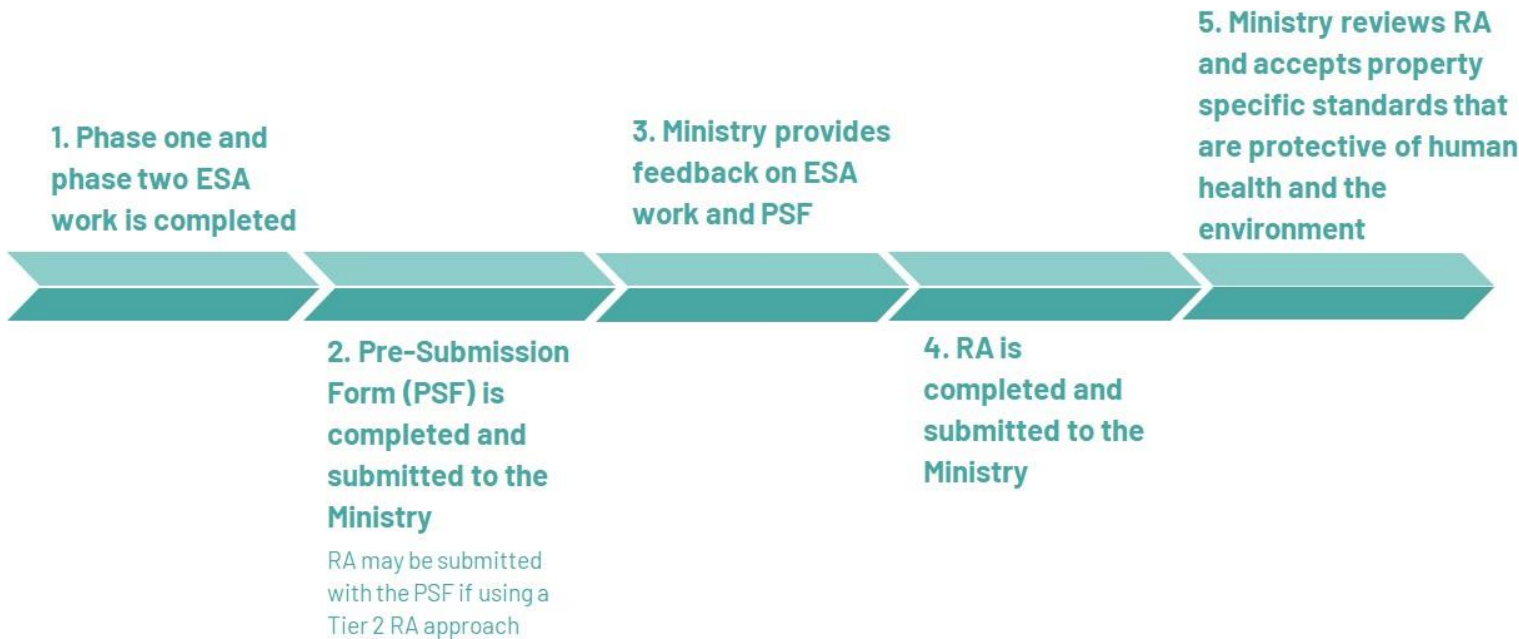 1. Phase one and
phase two ESA
work is completed
2. Pre-Submission
Form (PSF) is
completed and
submitted to the
Ministry
RA may be submitted
with the PSF if using a
Tier 2 RA approach
3. Ministry provides
feedback on ESA
work and PSF
4. RA is
completed and
submitted to the
Ministry
5. Ministry reviews RA
and accepts property
specific standards that
are protective of human
health and the
environment